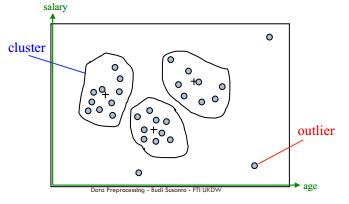 salary
cluster
outlier
age
Data Preprocessing - Budi Susanto - FTI UKDW